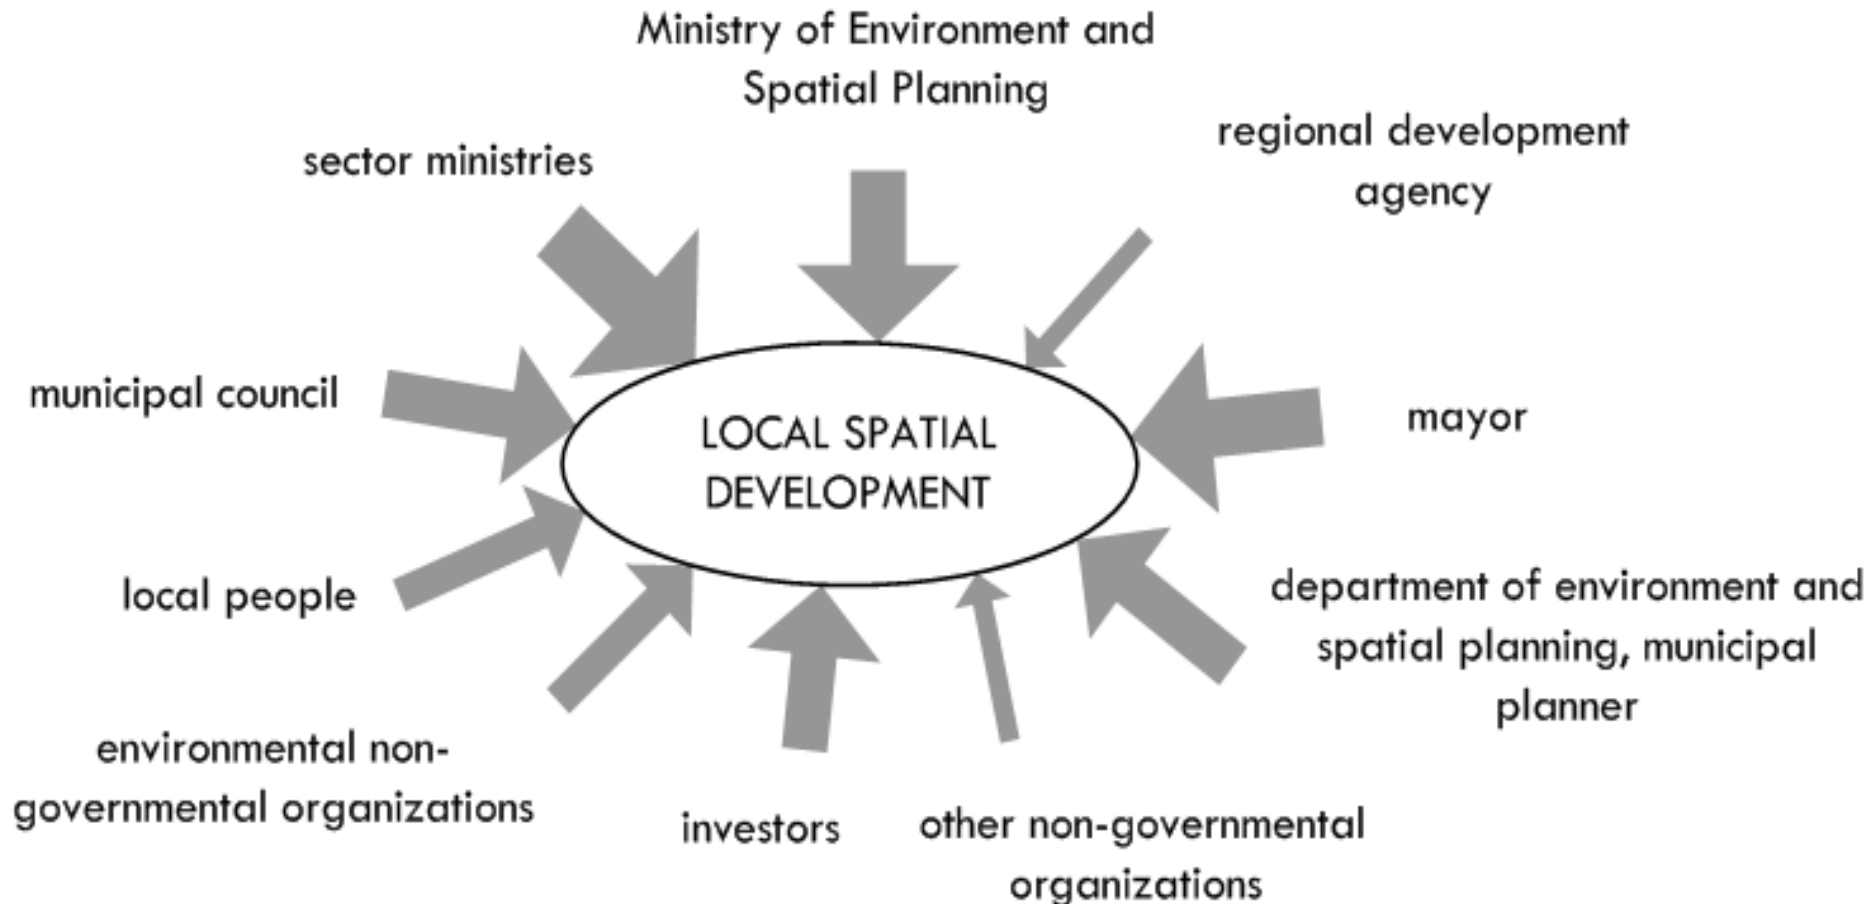 Ministry of Environment and
Spatial Planning
regional development
agency
sector ministries
municipal council
LOCAL SPATIAL
DEVELOPMENT
mayor
local people
department of environment and
spatial planning, municipal
planner
environmental non-
governmental organizations
investors
other non-governmental
organizations